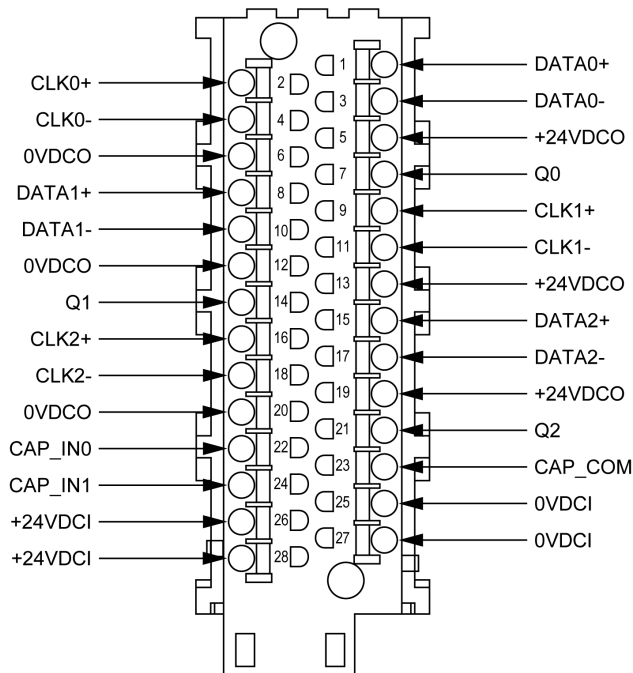 1 DATA0+
CLK0+ 2
3 DATA0-
CLK0- 4
5 +24VDCO
0VDCO 6
7 Q0
DATA1+ 8
9 CLK1+
DATA1- 10
11 CLK1-
0VDCO 12
13 +24VDCO
Q1 14
15 DATA2+
CLK2+ 16
17 DATA2-
CLK2- 18
19 +24VDCO
0VDCO 20
21 Q2
CAP_IN0 22
23 CAP_COM
CAP_IN1 24
25 0VDCI
+24VDCI 26
27 0VDCI
+24VDCI 28